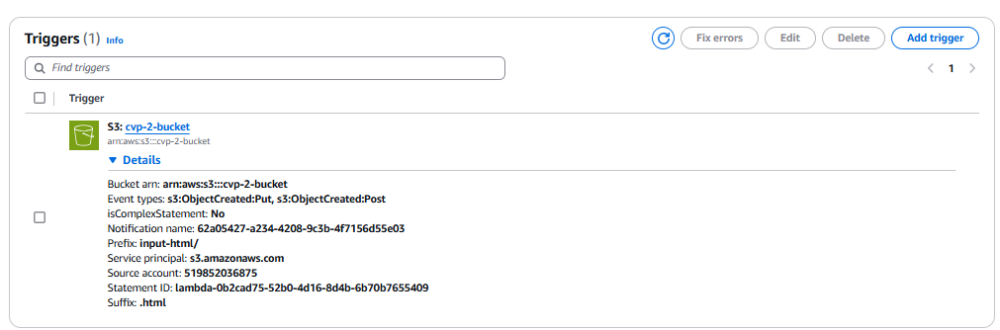 Triggers (1) Info
Fix errors
Edit
Delete
Add trigger
Find triggers
1
Trigger
S3: cvp-2-bucket
arn:aws:s3:::cvp-2-bucket
Details
Bucket arn: arn:aws:s3:::cvp-2-bucket
Event types: s3:ObjectCreated:Put, s3:ObjectCreated:Post
isComplexStatement: No
Notification name: 62a05427-a234-4208-9c3b-4f7156d55e03
Prefix: input-html/
Service principal: s3.amazonaws.com
Source account: 519852036875
Statement ID: lambda-0b2cad75-52b0-4d16-8d4b-6b70b7655409
Suffix: .html